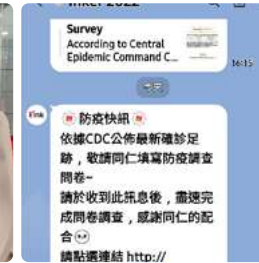 Survey
According to Central
Epidemic Command C...
16:15
今天
防疫快訊
依據CDC公佈最新確診足
跡，敬請同仁填寫防疫調查
問卷~
請於收到此訊息後，盡速完
成問卷調查，感謝同仁的配
合
請點選連結 http://